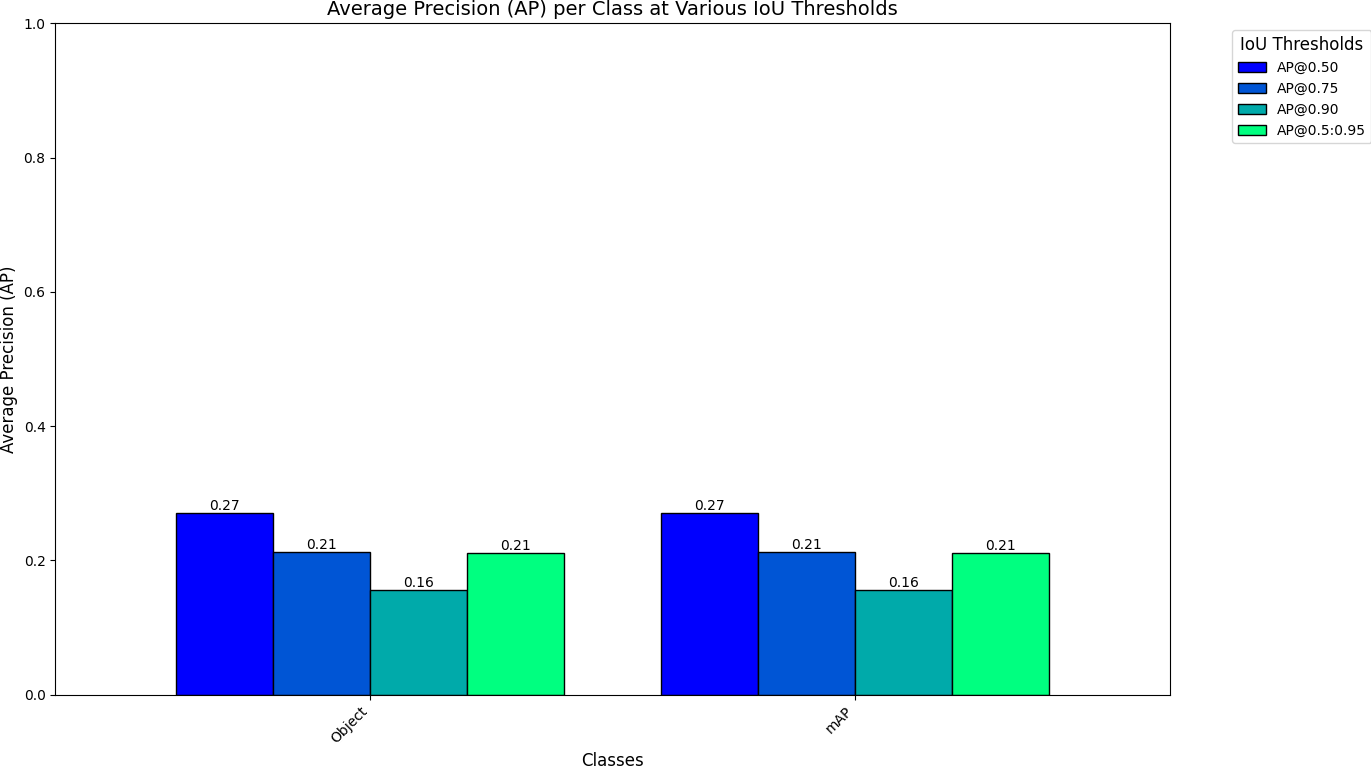 Average Precision (AP) per Class at Various IoU Thresholds
IoU Thresholds
AP@0.50
AP@0.75
AP@0.90
AP@0.5:0.95
Average Precision (AP)
1.0
0.8
0.6
0.4
0.2
0.0
0.27
0.21
0.16
0.21
0.27
0.21
0.16
0.21
Object
mAP
Classes